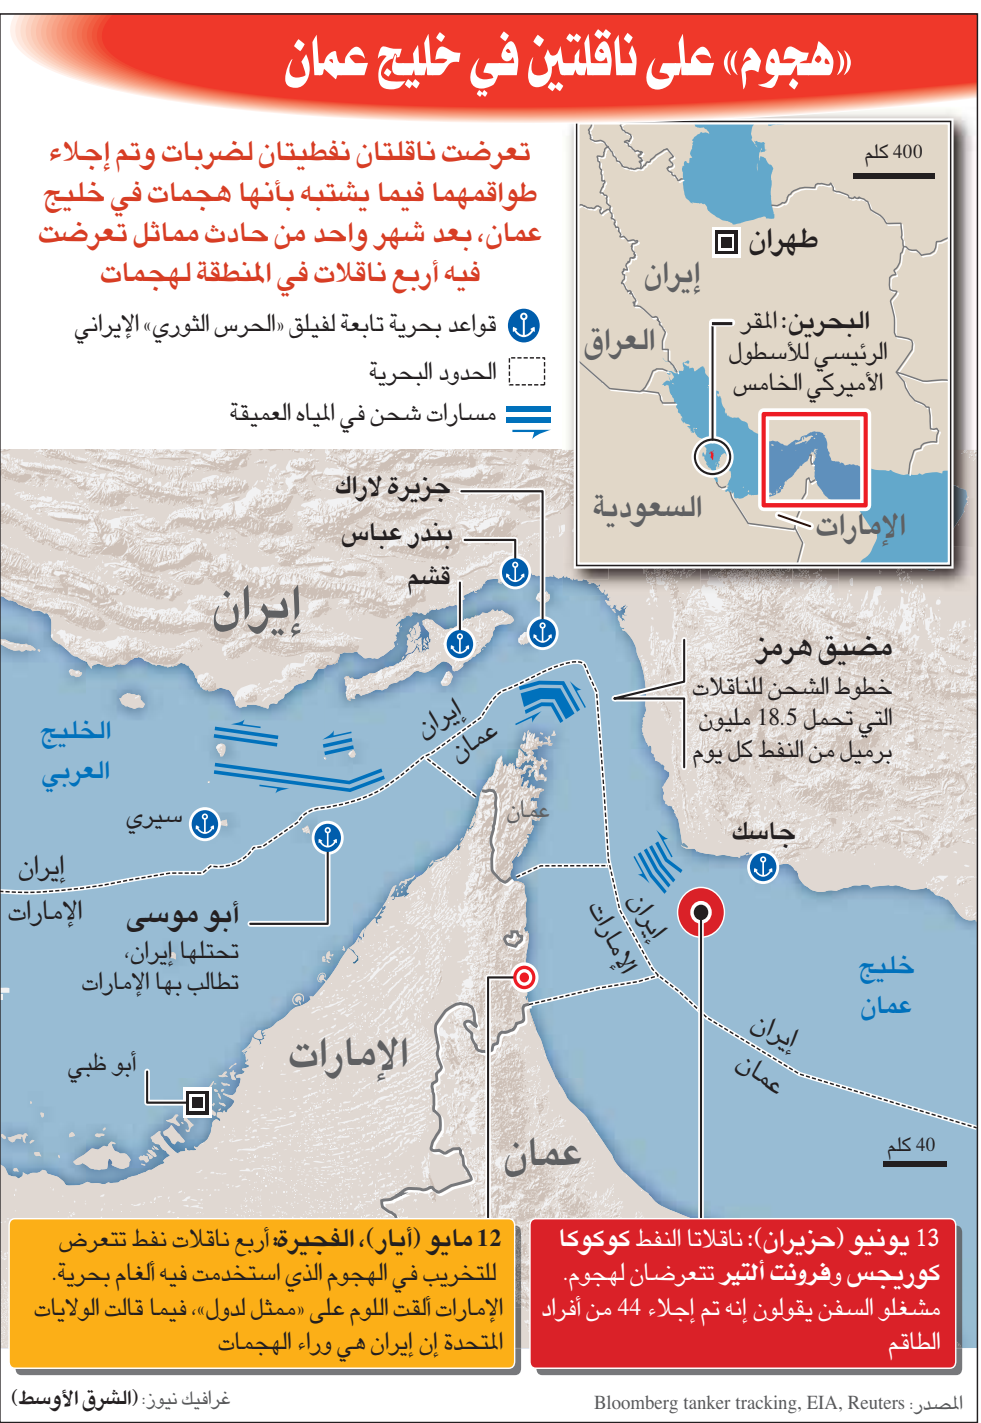 «هجوم» على ناقلتين في خليج عمان
تعرضت ناقلتان نفطيتان لضربات وتم إجلاء
طواقمهما فيما يشتبه بأنها هجمات في خليج
عمان، بعد شهر واحد من حادث مماثل تعرضت
فيه أربع ناقلات في المنطقة لهجمات
قواعد بحرية تابعة لفيلق «الحرس الثوري» الإيراني
الحدود البحرية
مسارات شحن في المياه العميقة
400 كلم
طهران
إيران
العراق
البحرين: المقر
الرئيسي للأسطول
الأميركي الخامس
١
السعودية
الإمارات
جزيرة لاراك
بندر عباس
قشم
إيران
مضيق هرمز
خطوط الشحن للناقلات
التي تحمل 18.5 مليون
برميل من النفط كل يوم
الخليج
العربي
إيران
عمان
عمان
سيري
جاسك
إيران
الإمارات
أبو موسى
تحتلها إيران،
تطالب بها الإمارات
إيران
الإمارات
خليج
عمان
إيران
عمان
الإمارات
أبو ظبي
عمان
40 كلم
13 يونيو (حزيران): ناقلاتا النفط كوكوكا
كوريجس وفرونت ألتير تتعرضان لهجوم.
مشغلو السفن يقولون إنه تم إجلاء 44 من أفراد
الطاقم
12 مايو (أيار)، الفجيرة: أربع ناقلات نفط تتعرض
للتخريب في الهجوم الذي استخدمت فيه ألغام بحرية.
الإمارات ألقت اللوم على «ممثل لدول»، فيما قالت الولايات
المتحدة إن إيران هي وراء الهجمات
المصدر: Bloomberg tanker tracking, EIA, Reuters
غرافيك نيوز: (الشرق الأوسط)